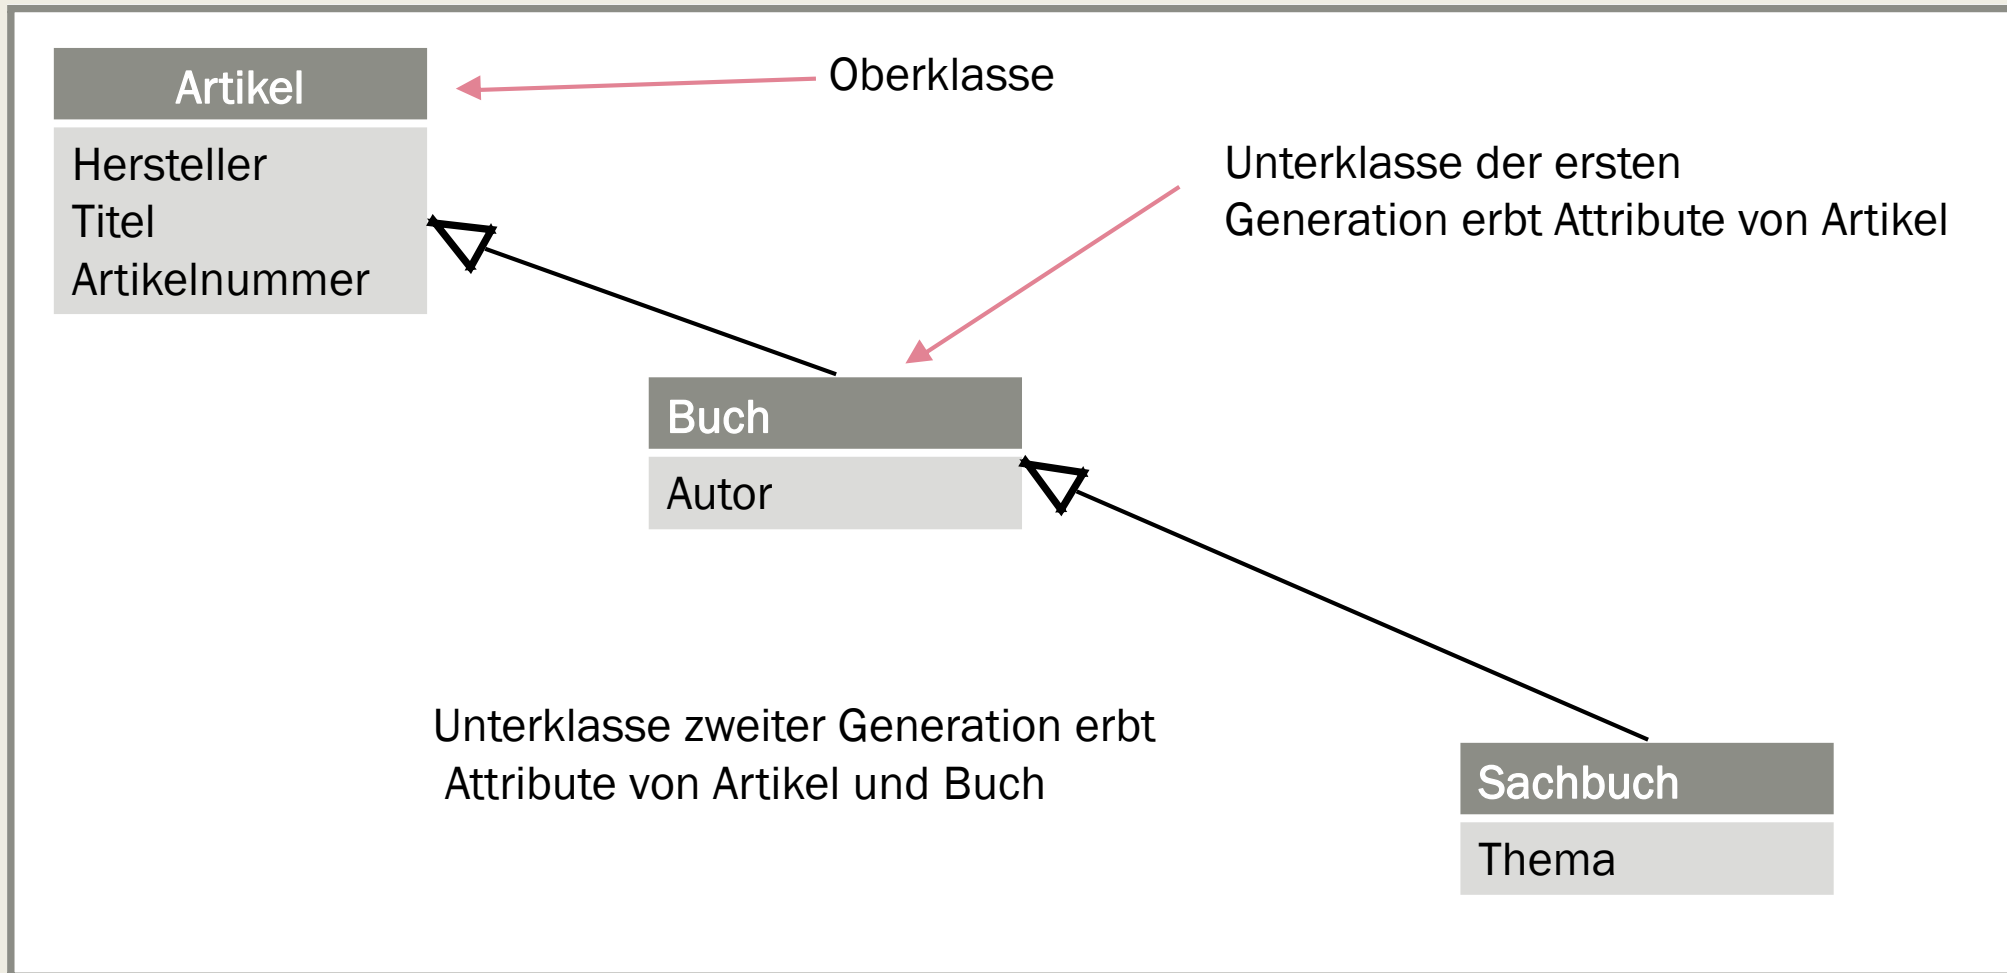 Artikel
Oberklasse
Hersteller
Titel
Artikelnummer
Unterklasse der ersten
Generation erbt Attribute von Artikel
Buch
Autor
Unterklasse zweiter Generation erbt
Attribute von Artikel und Buch
Sachbuch
Thema